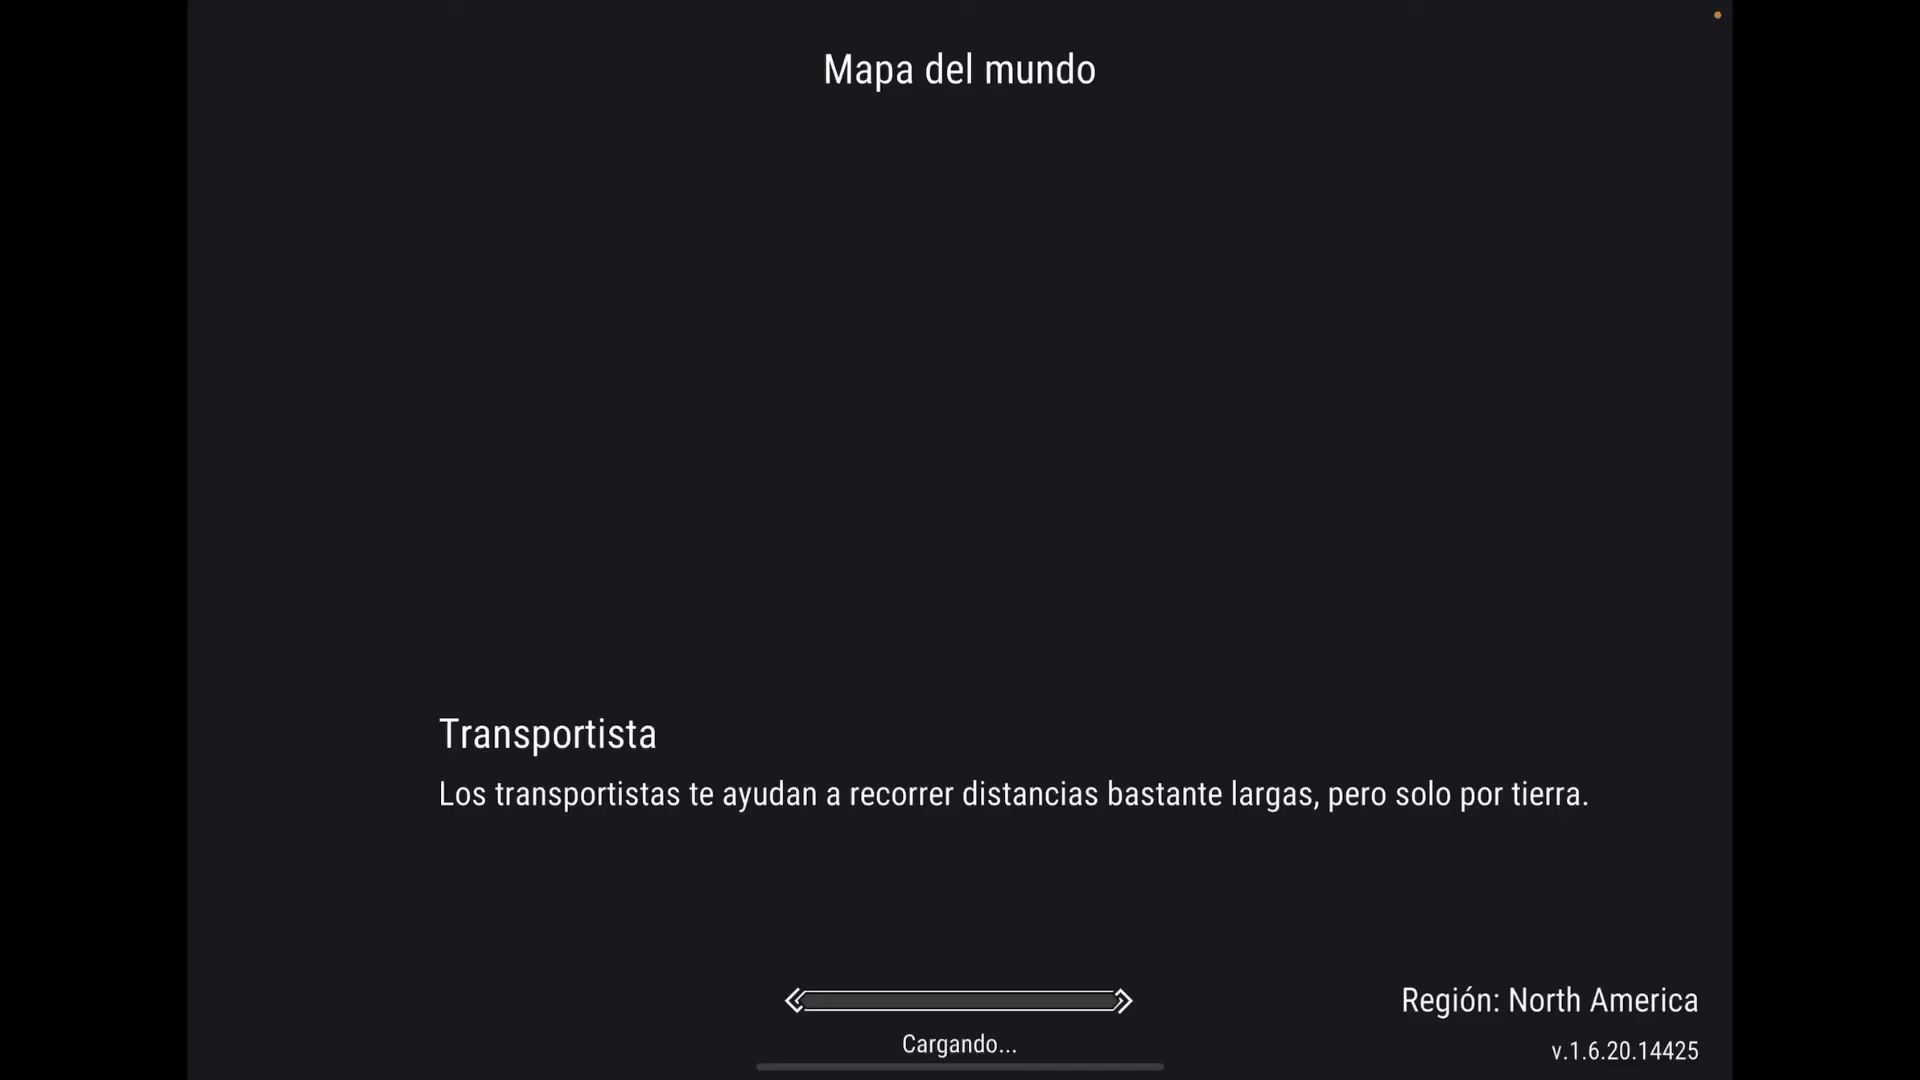 Mapa del mundo
Transportista
Los transportistas te ayudan a recorrer distancias bastante largas, pero solo por tierra.
Región: North America
Cargando...
v.1.6.20.14425